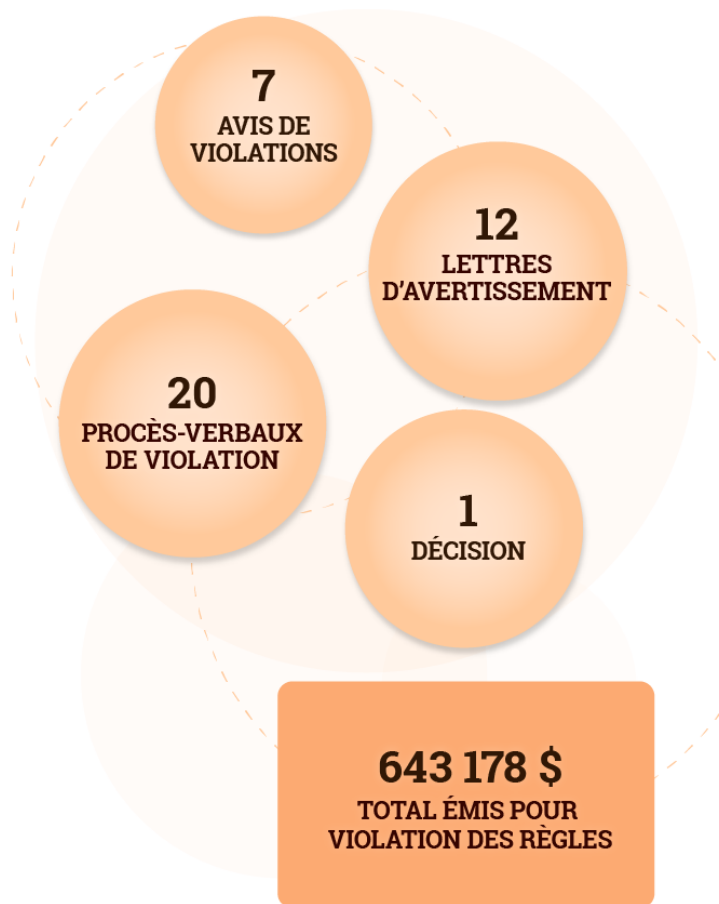 7
AVIS DE
VIOLATIONS
12
LETTRES
D'AVERTISSEMENT
20
PROCÈS-VERBAUX
DE VIOLATION
1
DÉCISION
643 178 $
TOTAL ÉMIS POUR
VIOLATION DES RÈGLES